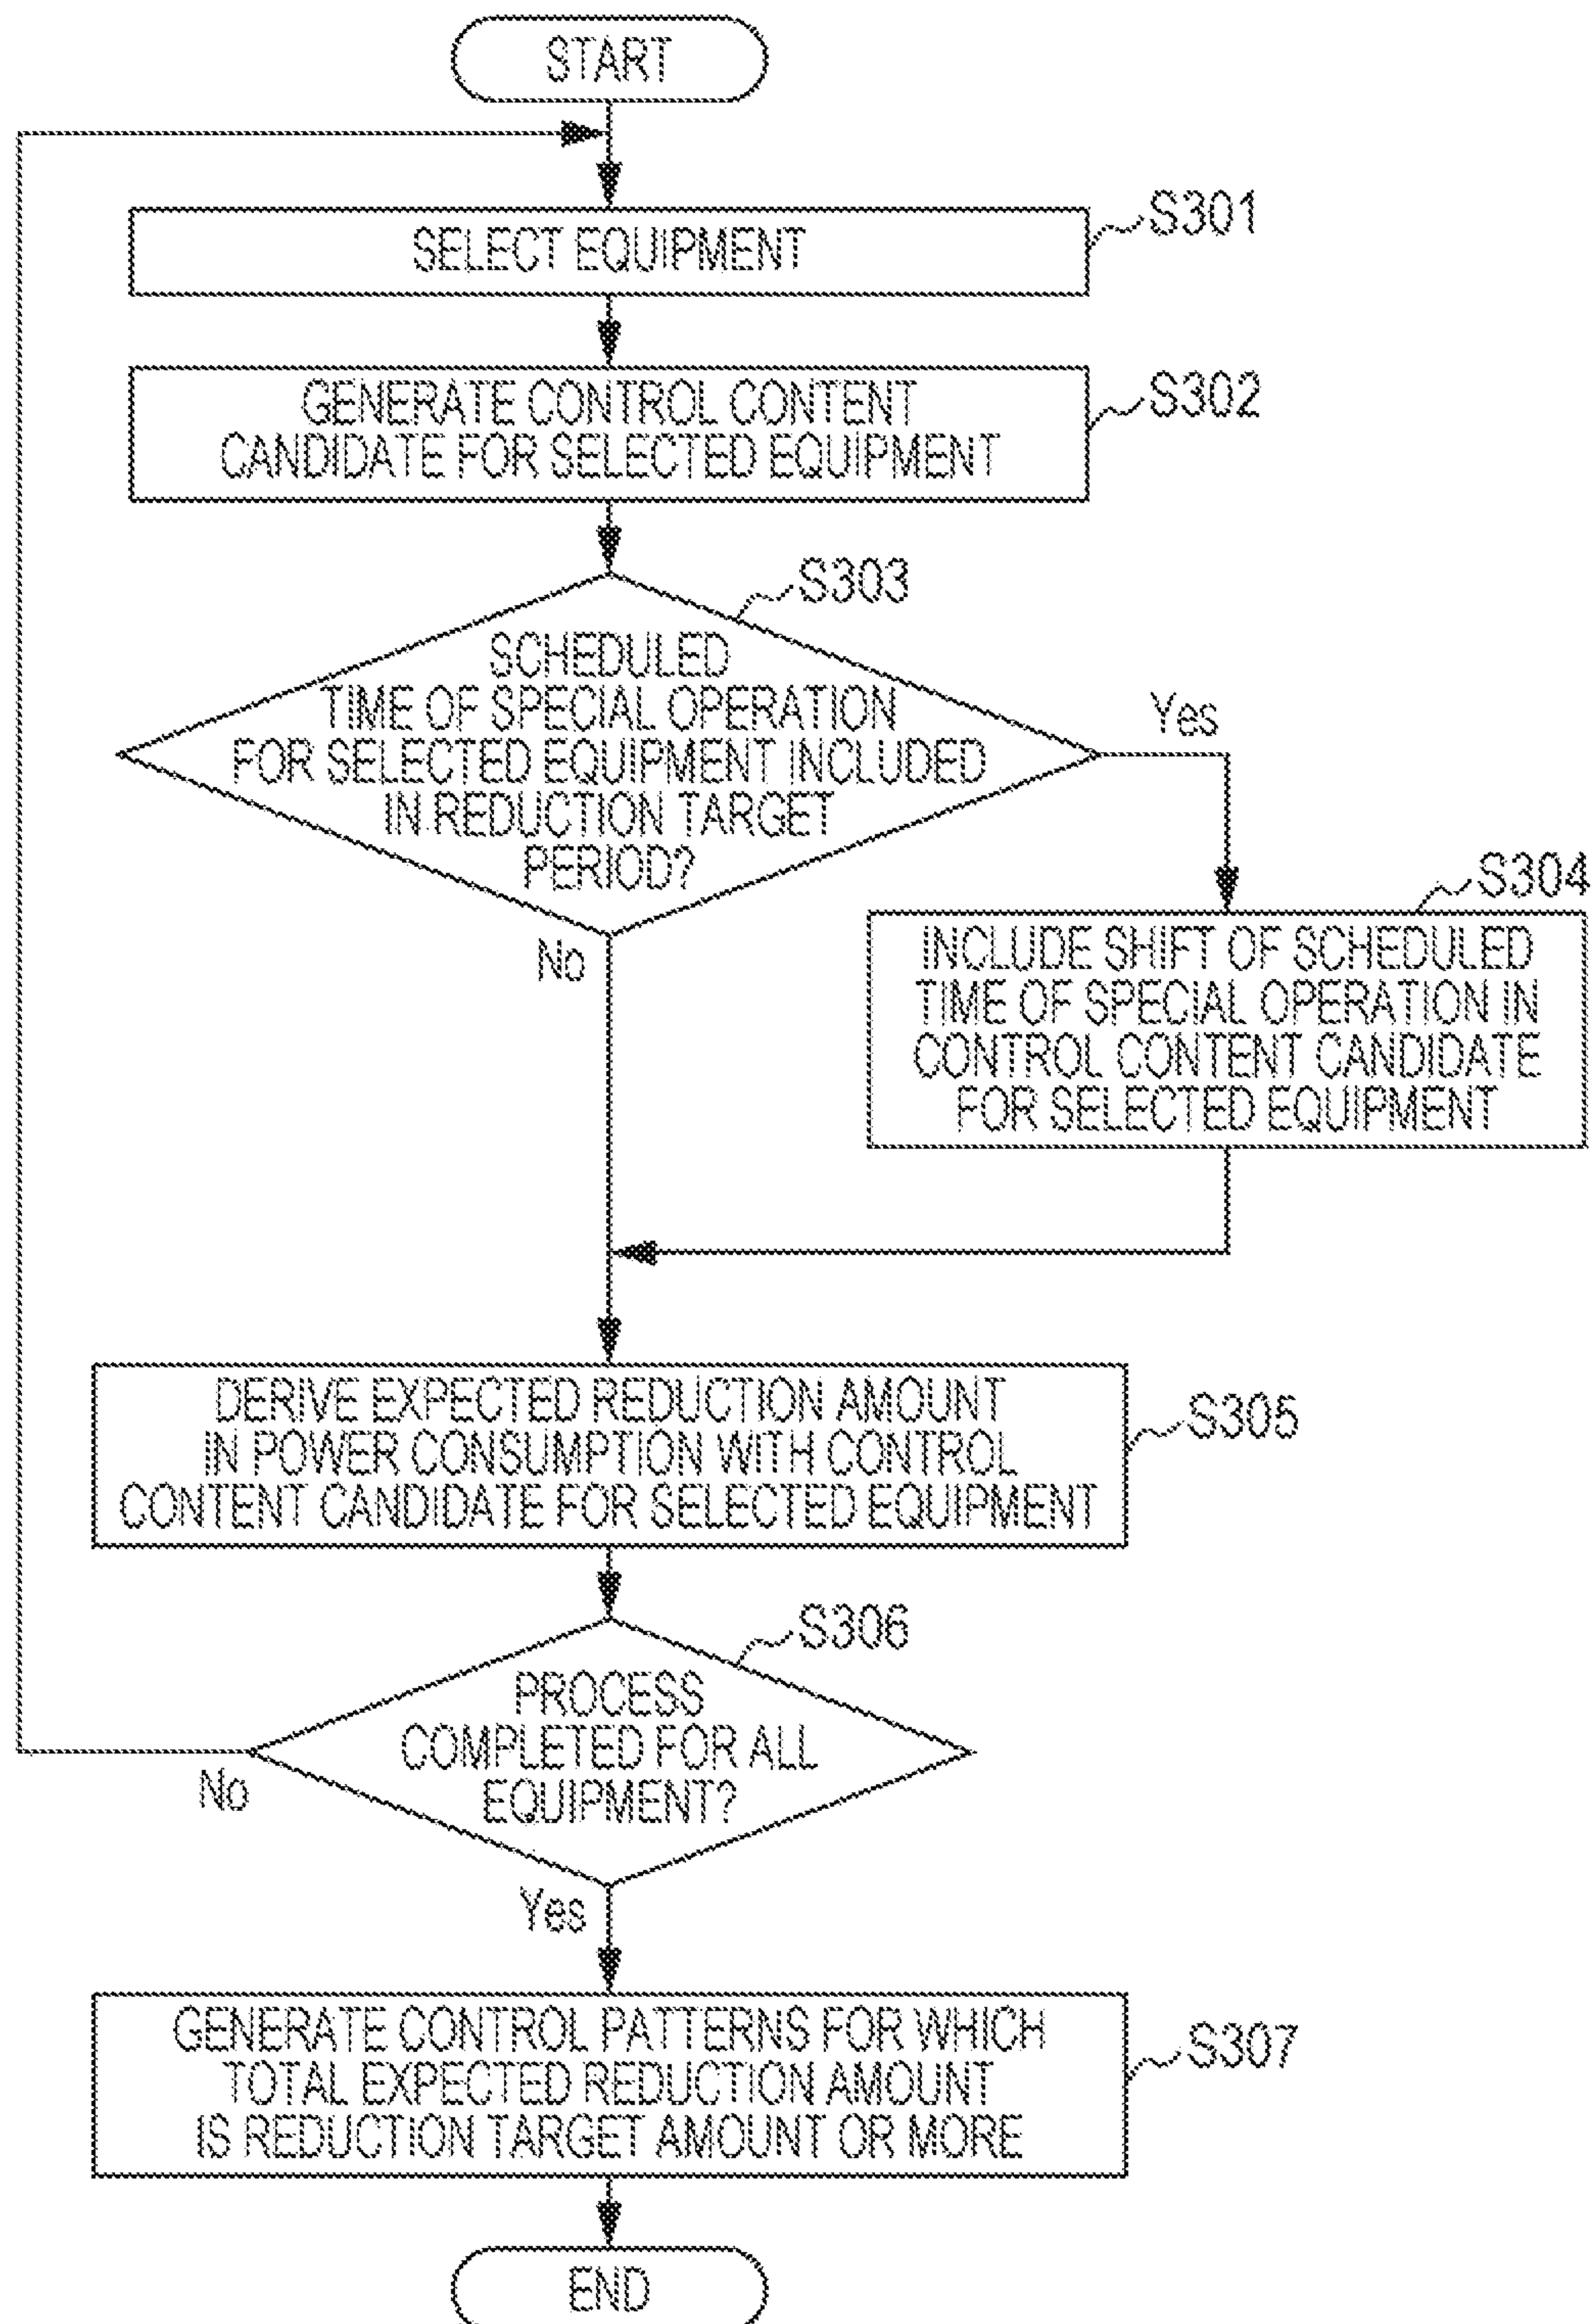 START
S301
SELECT EQUIPMENT
S302
GENERATE CONTROL CONTENT
CANDIDATE FOR SELECTED EQUIPMENT
S303
SCHEDULED
TIME OF SPECIAL OPERATION
FOR SELECTED EQUIPMENT INCLUDED
IN REDUCTION TARGET
PERIOD?
Yes
No
S304
INCLUDE SHIFT OF SCHEDULED
TIME OF SPECIAL OPERATION IN
CONTROL CONTENT CANDIDATE
FOR SELECTED EQUIPMENT
S305
DERIVE EXPECTED REDUCTION AMOUNT
IN POWER CONSUMPTION WITH CONTROL
CONTENT CANDIDATE FOR SELECTED EQUIPMENT
S306
PROCESS
COMPLETED FOR ALL
EQUIPMENT?
No
Yes
S307
GENERATE CONTROL PATTERNS FOR WHICH
TOTAL EXPECTED REDUCTION AMOUNT
IS REDUCTION TARGET AMOUNT OR MORE
END